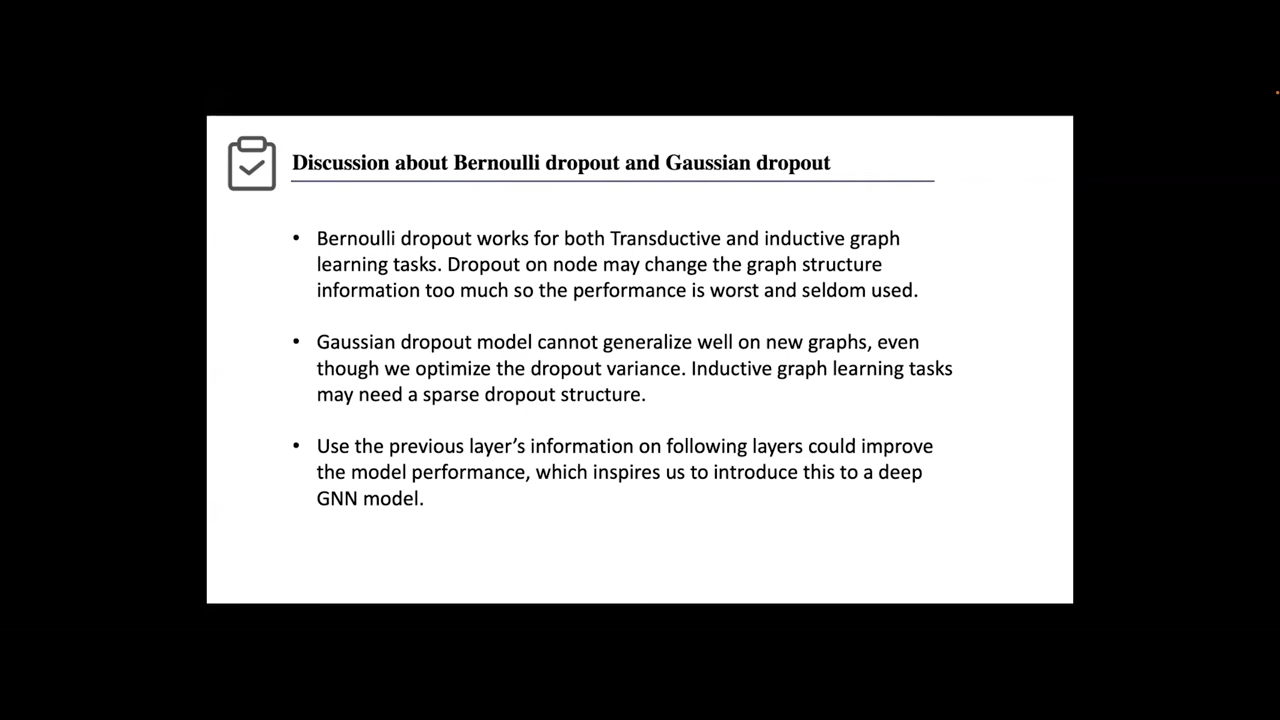 Discussion about Bernoulli dropout and Gaussian dropout
• Bernoulli dropout works for both Transductive and inductive graph
learning tasks. Dropout on node may change the graph structure
information too much so the performance is worst and seldom used.
• Gaussian dropout model cannot generalize well on new graphs, even
though we optimize the dropout variance. Inductive graph learning tasks
may need a sparse dropout structure.
• Use the previous layer’s information on following layers could improve
the model performance, which inspires us to introduce this to a deep
GNN model.